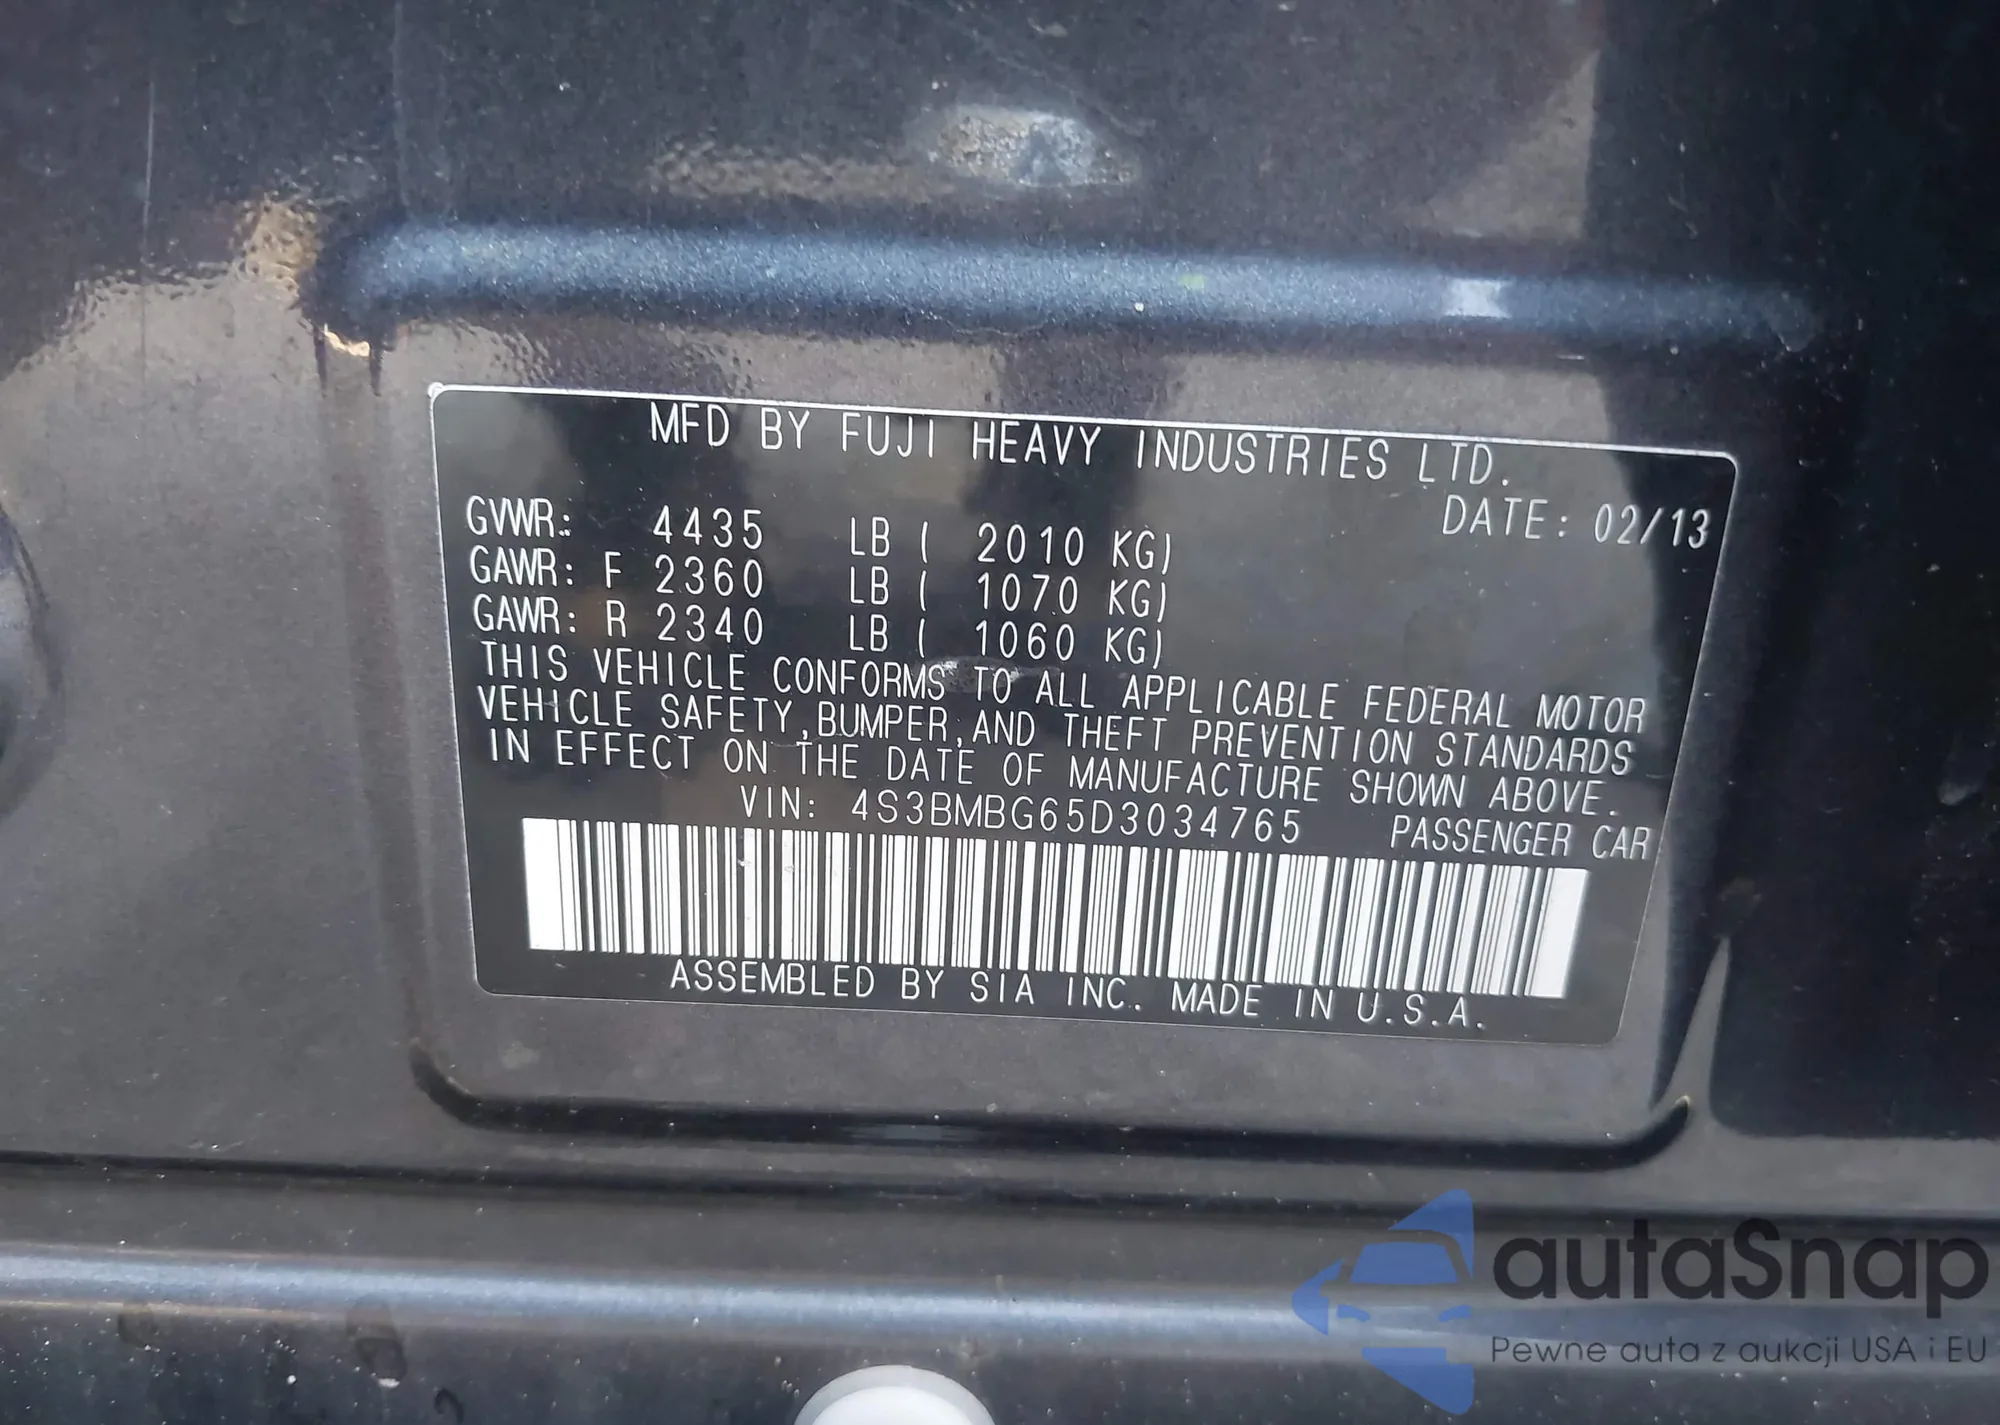 MFD BY FUJI HEAVY INDUSTRIES LTD.
DATE: 02/13
GVWR: 4435 LB ( 2010 KG)
GAWR: F 2360 LB ( 1070 KG)
GAWR: R 2340 LB ( 1060 KG)
THIS VEHICLE CONFORMS TO ALL APPLICABLE FEDERAL MOTOR
VEHICLE SAFETY,BUMPER,AND THEFT PREVENTION STANDARDS
IN EFFECT ON THE DATE OF MANUFACTURE SHOWN ABOVE.
VIN: 4S3BMBG65D3034765 PASSENGER CAR
ASSEMBLED BY SIA INC. MADE IN U.S.A.
autaSnap
Pewne auta z aukcji USA i EU